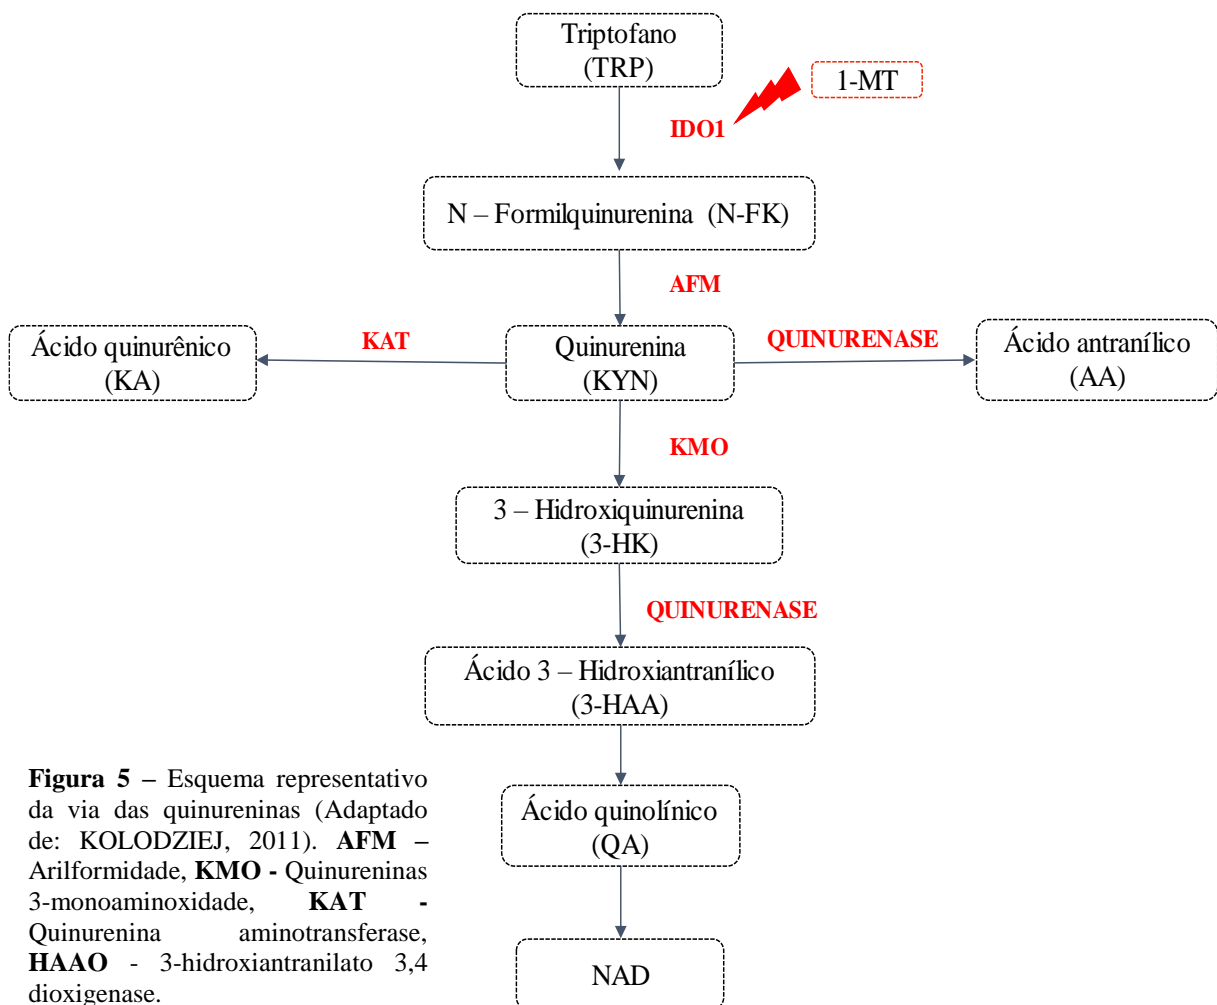 Triptofano
(TRP)
1-MT
IDO1
N – Formilquinurenina (N-FK)
AFM
Ácido quinurênico
(KA)
KAT
Quinurenina
(KYN)
QUINURENASE
Ácido antranílico
(AA)
KMO
3 – Hidroxiquinurenina
(3-HK)
QUINURENASE
Ácido 3 – Hidroxiantranílico
(3-HAA)
Ácido quinolínico
(QA)
NAD
Figura 5 – Esquema representativo
da via das quinureninas (Adaptado
de: KOLODZIEJ, 2011). AFM –
Arilformidade, KMO - Quinureninas
3-monoaminoxidade, KAT -
Quinurenina aminotransferase,
HAAO - 3-hidroxiantranilato 3,4
dioxigenase.